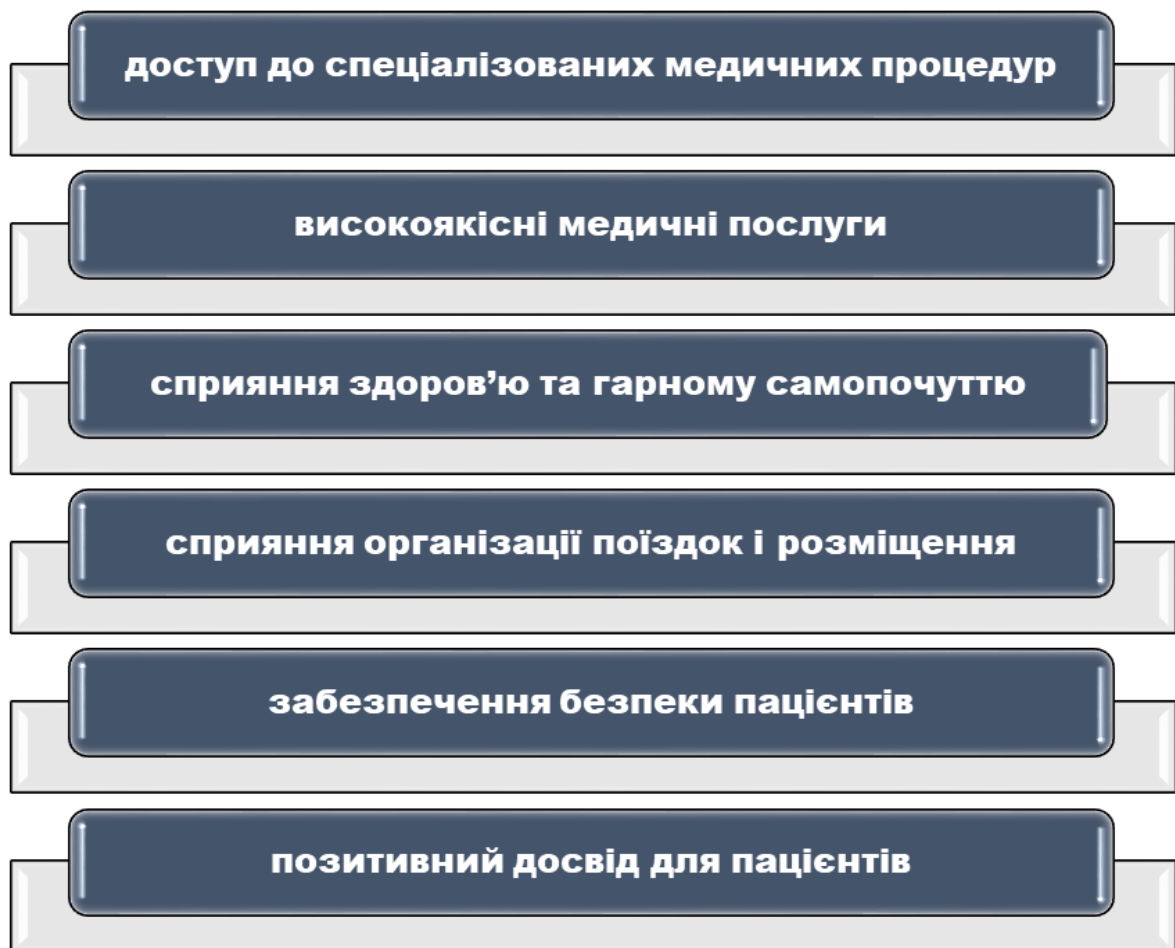 доступ до спеціалізованих медичних процедур
високоякісні медичні послуги
сприяння здоров’ю та гарному самопочуттю
сприяння організації поїздок і розміщення
забезпечення безпеки пацієнтів
позитивний досвід для пацієнтів